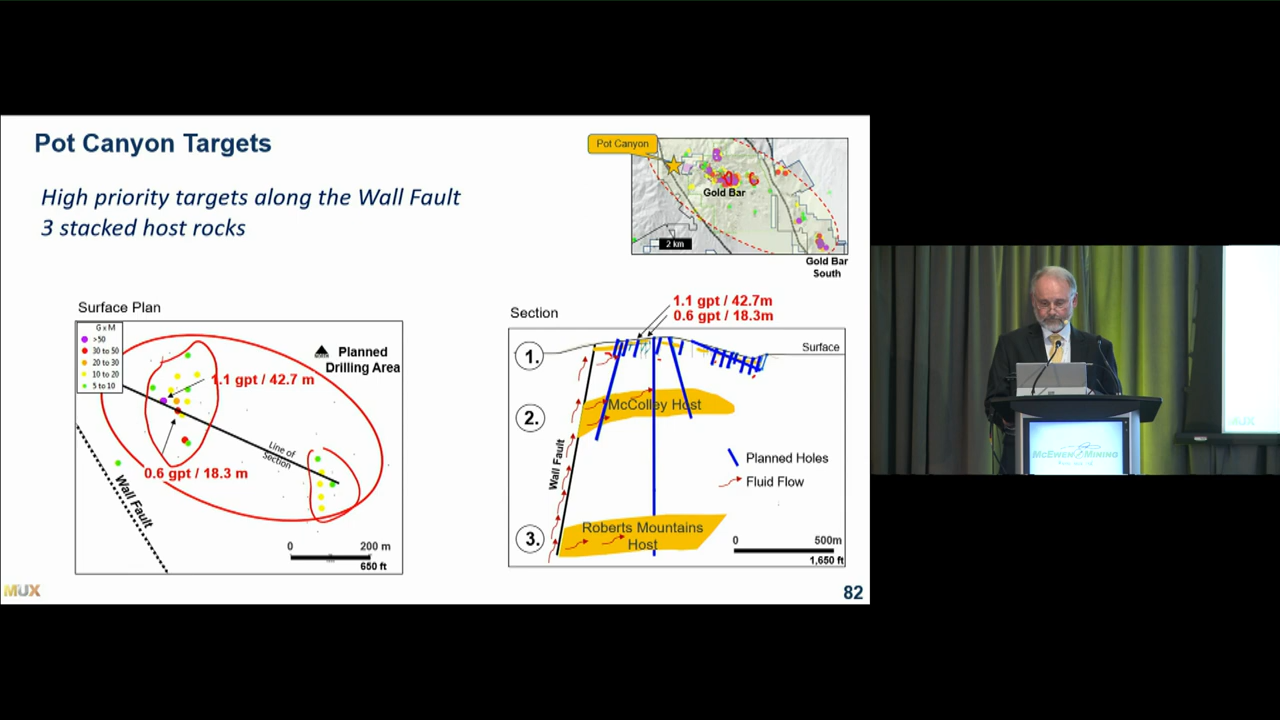 Pot Canyon Targets
High priority targets along the Wall Fault
3 stacked host rocks
Pot Canyon
Gold Bar
2 km
Gold Bar
South
Surface Plan
G x M
>50
30 to 50
20 to 30
10 to 20
5 to 10
Planned
Drilling Area
1.1 gpt / 42.7 m
Line of
Section
0.6 gpt / 18.3 m
Wall Fault
0 200 m
650 ft
Section
1.1 gpt / 42.7m
0.6 gpt / 18.3m
Surface
1.
2.
McColley Host
Wall Fault
Planned Holes
Fluid Flow
3.
Roberts Mountains
Host
0 500m
1,650 ft
MUX
82
McEWEN MINING
MUX